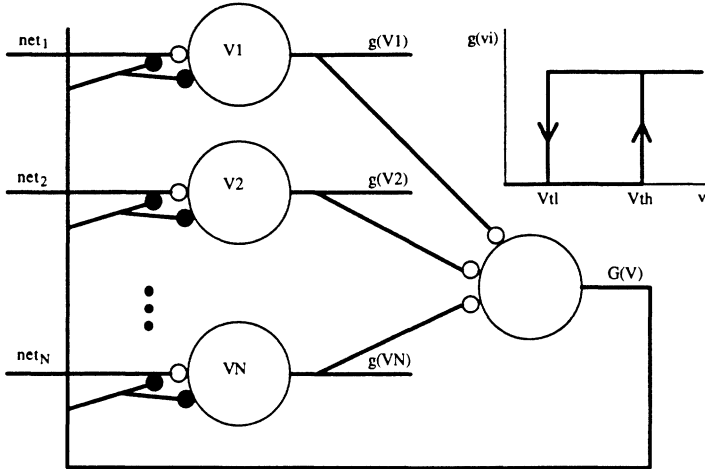 net1
V1
g(V1)
g(vi)
Vtl
Vth
v
net2
V2
g(V2)
G(V)
netN
VN
g(VN)